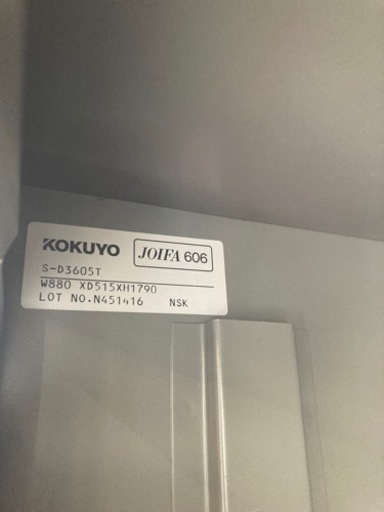 KOKUYO JOIFA 606
S-D3605T
W880 XD515XH1790
LOT NO.N451416 NSK